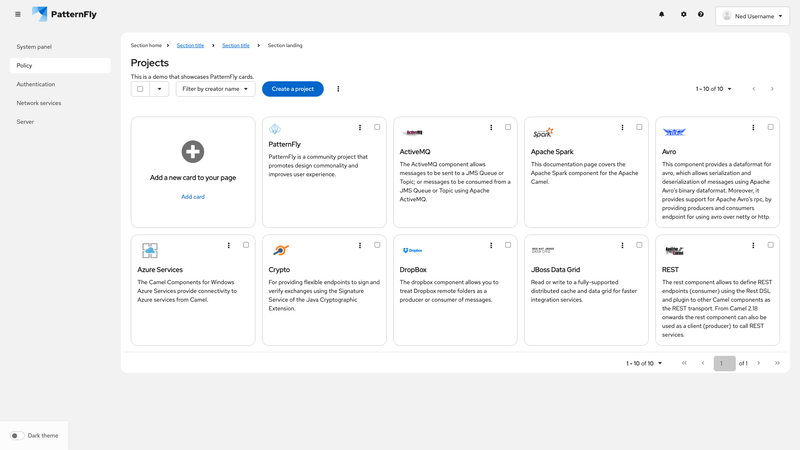 PatternFly
Ned Username
System panel
Policy
Authentication
Network services
Server
Section home
Section title
Section title
Section landing
Projects
This is a demo that showcases PatternFly cards.
Filter by creator name
Create a project
1 - 10 of 10
Add a new card to your page
Add card
PatternFly
PatternFly is a community project that
promotes design commonality and
improves user experience.
ActiveMQ
ActiveMQ
The ActiveMQ component allows
messages to be sent to a JMS Queue or
Topic; or messages to be consumed from a
JMS Queue or Topic using Apache
ActiveMQ.
Spark
Apache Spark
This documentation page covers the
Apache Spark component for the Apache
Camel.
Avro
This component provides a dataformat for
avro, which allows serialization and
deserialization of messages using Apache
Avro's binary dataformat. Moreover, it
provides support for Apache Avro's rpc, by
providing producers and consumers
endpoint for using avro over netty or http.
Azure Services
The Camel Components for Windows
Azure Services provide connectivity to
Azure services from Camel.
Crypto
For providing flexible endpoints to sign and
verify exchanges using the Signature
Service of the Java Cryptographic
Extension.
Dropbox
DropBox
The dropbox component allows you to
treat Dropbox remote folders as a
producer or consumer of messages.
RED HAT JBOSS
DATA GRID
JBoss Data Grid
Read or write to a fully-supported
distributed cache and data grid for faster
integration services.
REST
The rest component allows to define REST
endpoints (consumer) using the Rest DSL
and plugin to other Camel components as
the REST transport. From Camel 2.18
onwards the rest component can also be
used as a client (producer) to call REST
services.
1 - 10 of 10
1
of 1
Dark theme